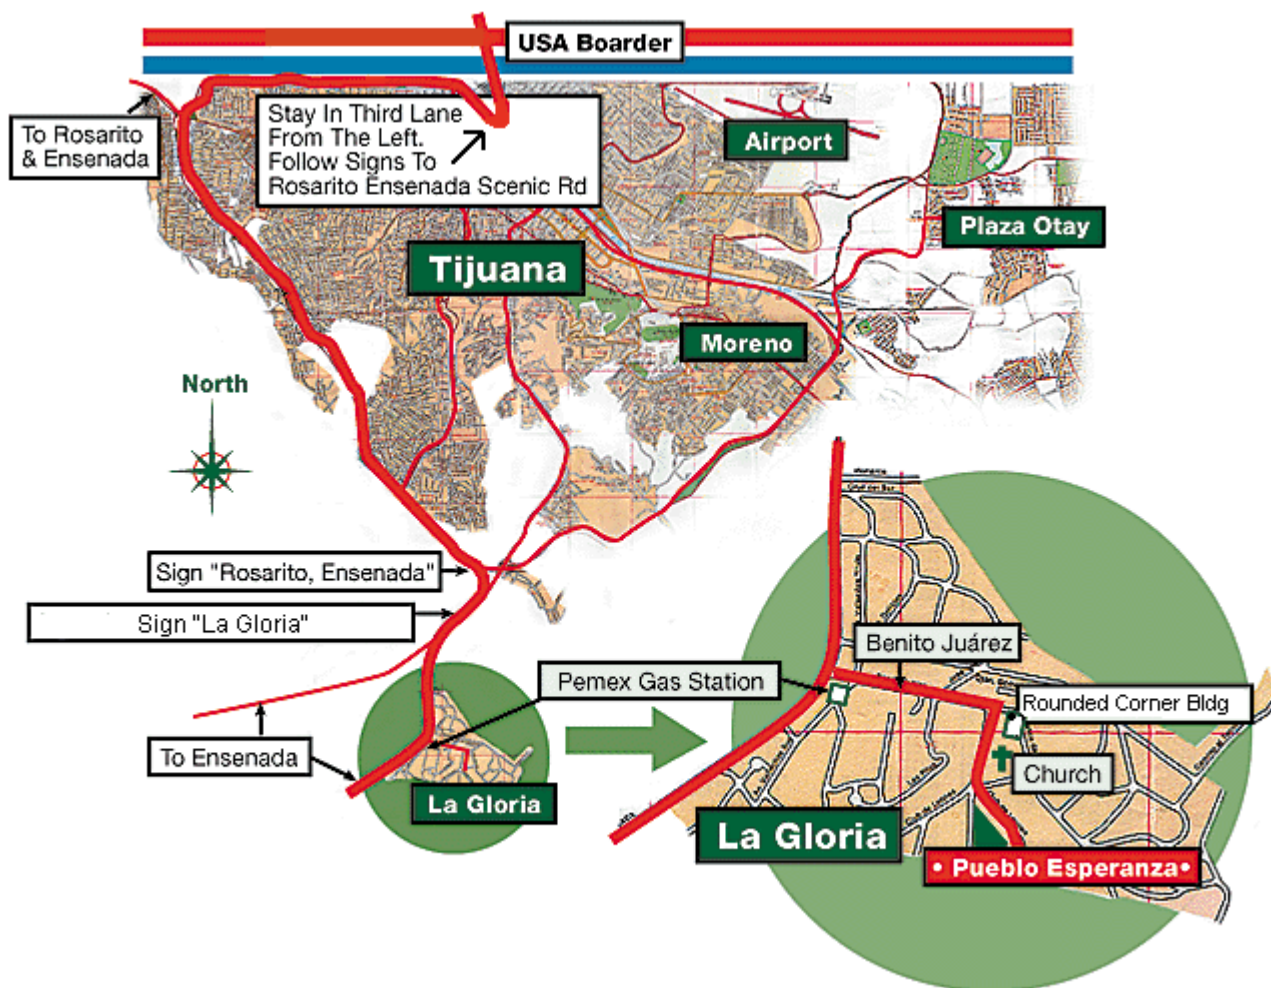 USA Boarder
Stay In Third Lane
From The Left.
Follow Signs To
Rosarito Ensenada Scenic Rd
To Rosarito
& Ensenada
Airport
Plaza Otay
Tijuana
Moreno
North
Sign "Rosarito, Ensenada"
Sign "La Gloria"
Benito Juárez
Pemex Gas Station
Rounded Corner Bldg
To Ensenada
Church
La Gloria
La Gloria
• Pueblo Esperanza•